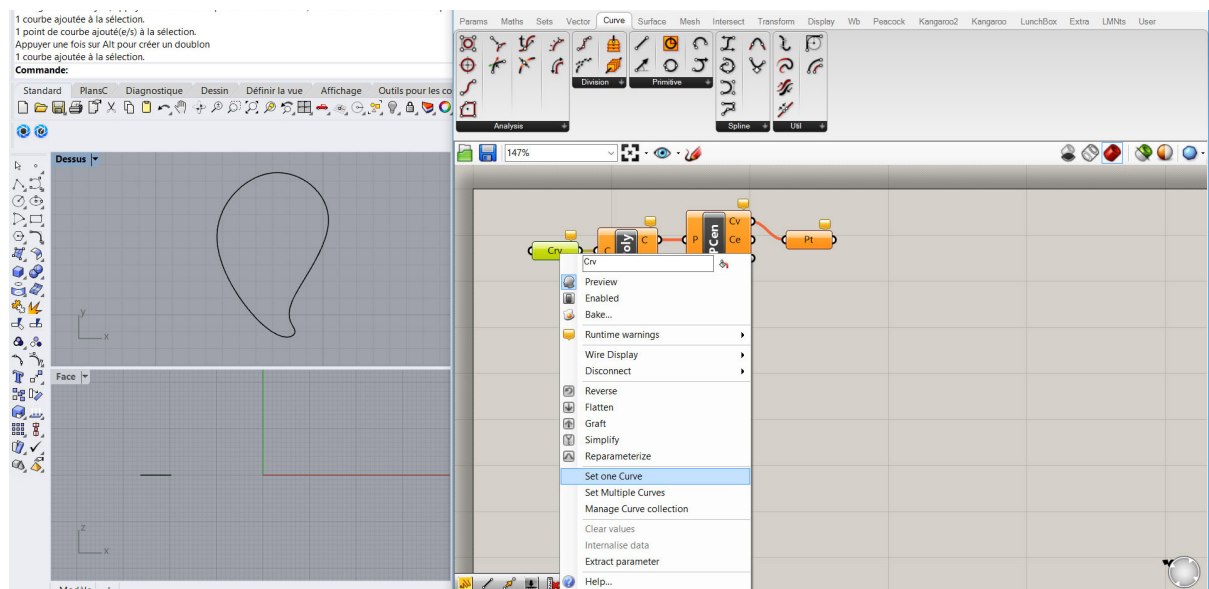 1 courbe ajoutée à la sélection.
1 point de courbe ajouté(e/s) à la sélection.
Appuyer une fois sur Alt pour créer un doublon
1 courbe ajoutée à la sélection.
Commande:
Standard PlansC Diagnostique Dessin Définir la vue Affichage Outils pour les co
Dessus
y
x
Face
z
x
Params Maths Sets Vector Curve Surface Mesh Intersect Transform Display Wb Peacock Kangaroo2 Kangaroo LunchBox Extra LMNts User
Division
Primitive
Analysis
Spline
Util
147%
Crv
C oly C
P PCen Cv
Ce
Pt
Crv
Preview
Enabled
Bake...
Runtime warnings
Wire Display
Disconnect
Reverse
Flatten
Graft
Simplify
Reparameterize
Set one Curve
Set Multiple Curves
Manage Curve collection
Clear values
Internalise data
Extract parameter
Help...